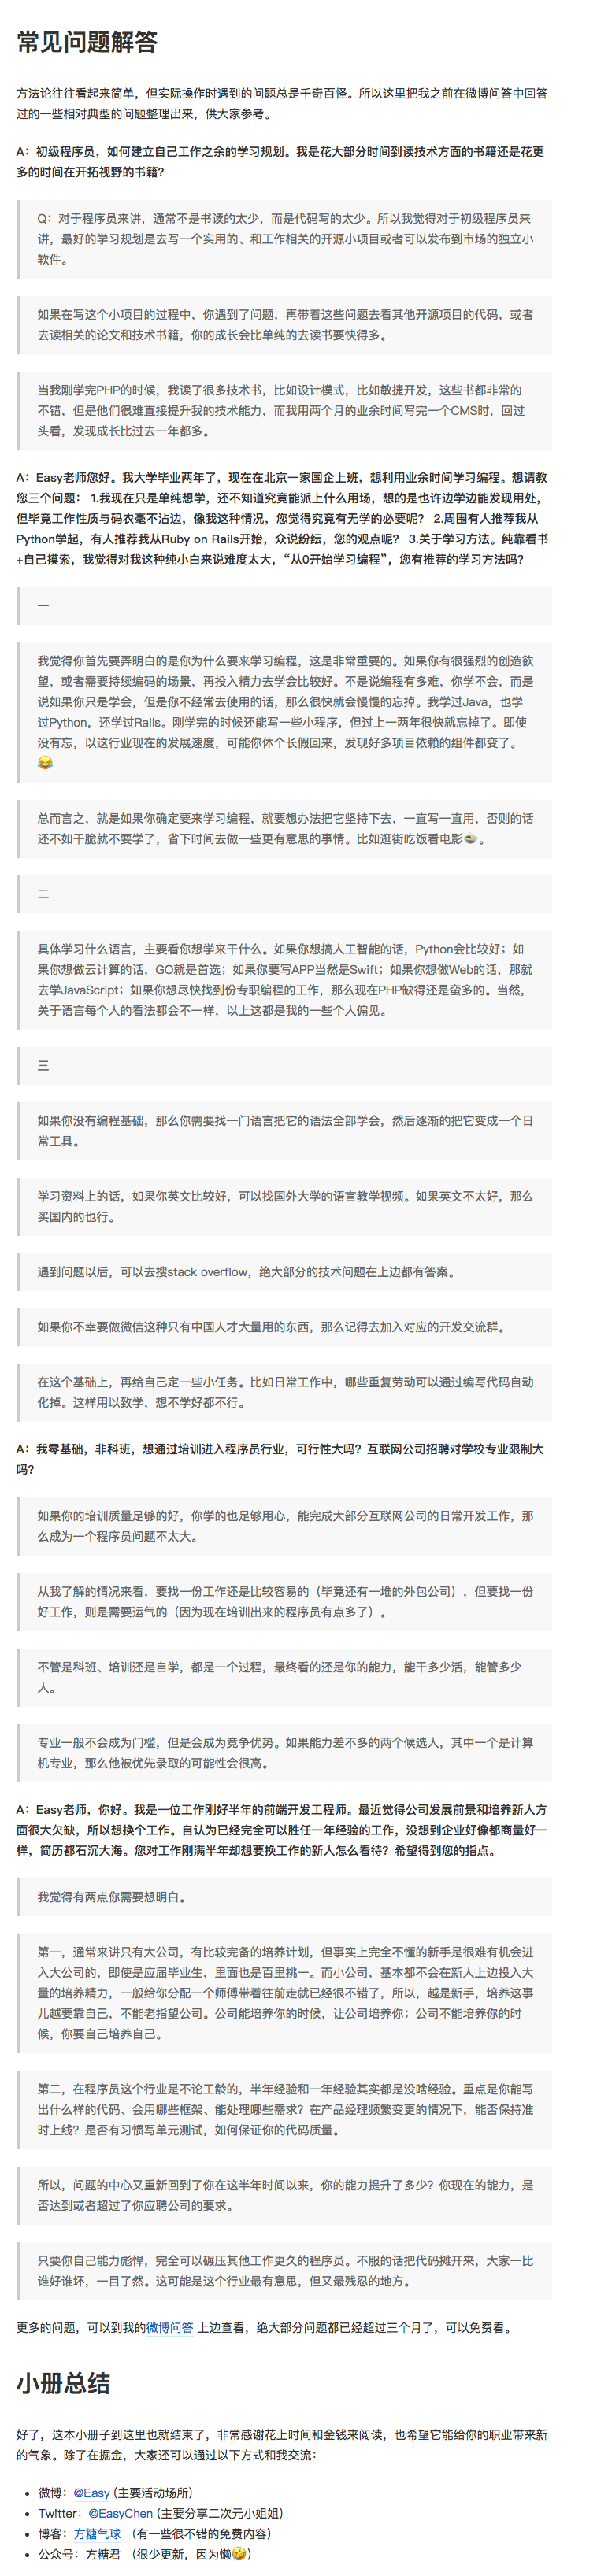 常见问题解答
方法论往往看起来简单，但实际操作时遇到的问题总是千奇百怪。所以这里把我之前在微博问答中回答
过的一些相对典型的问题整理出来，供大家参考。
A：初级程序员，如何建立自己工作之余的学习规划。我是花大部分时间到读技术方面的书籍还是花更
多的时间在开拓视野的书籍？
Q：对于程序员来讲，通常不是书读的太少，而是代码写的太少。所以我觉得对于初级程序员来
讲，最好的学习规划是去写一个实用的、和工作相关的开源小项目或者可以发布到市场的独立小
软件。
如果在写这个小项目的过程中，你遇到了问题，再带着这些问题去看其他开源项目的代码，或者
去读相关的论文和技术书籍，你的成长会比单纯的去读书要快得多。
当我刚学完PHP的时候，我读了很多技术书，比如设计模式，比如敏捷开发，这些书都非常的
不错，但是他们很难直接提升我的技术能力，而我用两个月的业余时间写完一个CMS时，回过
头看，发现成长比过去一年都多。
A：Easy老师您好。我大学毕业两年了，现在在北京一家国企上班，想利用业余时间学习编程。想请教
您三个问题： 1.我现在只是单纯想学，还不知道究竟能派上什么用场，想的是也许边学边能发现用处，
但毕竟工作性质与码农毫不沾边，像我这种情况，您觉得究竟有无学的必要呢？ 2.周围有人推荐我从
Python学起，有人推荐我从Ruby on Rails开始，众说纷纭，您的观点呢？ 3.关于学习方法。纯靠看书
+自己摸索，我觉得对我这种纯小白来说难度太大，“从0开始学习编程”，您有推荐的学习方法吗？
一
我觉得你首先要弄明白的是你为什么要来学习编程，这是非常重要的。如果你有很强烈的创造欲
望，或者需要持续编码的场景，再投入精力去学会比较好。不是说编程有多难，你学不会，而是
说如果你只是学会，但是你不经常去使用的话，那么很快就会慢慢的忘掉。我学过Java，也学
过Python，还学过Rails。刚学完的时候还能写一些小程序，但过上一两年很快就忘掉了。即使
没有忘，以这行业现在的发展速度，可能你休个长假回来，发现好多项目依赖的组件都变了。
😂
总而言之，就是如果你确定要来学习编程，就要想办法把它坚持下去，一直写一直用，否则的话
还不如干脆就不要学了，省下时间去做一些更有意思的事情。比如逛街吃饭看电影🍲。
二
具体学习什么语言，主要看你想学来干什么。如果你想搞人工智能的话，Python会比较好；如
果你想做云计算的话，GO就是首选；如果你要写APP当然是Swift；如果你想做Web的话，那就
去学JavaScript；如果你想尽快找到份专职编程的工作，那么现在PHP缺得还是蛮多的。当然，
关于语言每个人的看法都会不一样，以上这都是我的一些个人偏见。
三
如果你没有编程基础，那么你需要找一门语言把它的语法全部学会，然后逐渐的把它变成一个日
常工具。
学习资料上的话，如果你英文比较好，可以找国外大学的语言教学视频。如果英文不太好，那么
买国内的也行。
遇到问题以后，可以去搜stack overflow，绝大部分的技术问题在上边都有答案。
如果你不幸要做微信这种只有中国人才大量用的东西，那么记得去加入对应的开发交流群。
在这个基础上，再给自己定一些小任务。比如日常工作中，哪些重复劳动可以通过编写代码自动
化掉。这样用以致学，想不学好都不行。
A：我零基础，非科班，想通过培训进入程序员行业，可行性大吗？互联网公司招聘对学校专业限制大
吗？
如果你的培训质量足够的好，你学的也足够用心，能完成大部分互联网公司的日常开发工作，那
么成为一个程序员问题不太大。
从我了解的情况来看，要找一份工作还是比较容易的（毕竟还有一堆的外包公司），但要找一份
好工作，则是需要运气的（因为现在培训出来的程序员有点多了）。
不管是科班、培训还是自学，都是一个过程，最终看的还是你的能力，能干多少活，能管多少
人。
专业一般不会成为门槛，但是会成为竞争优势。如果能力差不多的两个候选人，其中一个是计算
机专业，那么他被优先录取的可能性会很高。
A：Easy老师，你好。我是一位工作刚好半年的前端开发工程师。最近觉得公司发展前景和培养新人方
面很大欠缺，所以想换个工作。自认为已经完全可以胜任一年经验的工作，没想到企业好像都商量好一
样，简历都石沉大海。您对工作刚满半年却想要换工作的新人怎么看待？希望得到您的指点。
我觉得有两点你需要想明白。
第一，通常来讲只有大公司，有比较完备的培养计划，但事实上完全不懂的新手是很难有机会进
入大公司的，即使是应届毕业生，里面也是百里挑一。而小公司，基本都不会在新人上边投入大
量的培养精力，一般给你分配一个师傅带着往前走就已经很不错了，所以，越是新手，培养这事
儿越要靠自己，不能老指望公司。公司能培养你的时候，让公司培养你；公司不能培养你的时
候，你要自己培养自己。
第二，在程序员这个行业是不论工龄的，半年经验和一年经验其实都是没啥经验。重点是你能写
出什么样的代码、会用哪些框架、能处理哪些需求？在产品经理频繁变更的情况下，能否保持准
时上线？是否有习惯写单元测试，如何保证你的代码质量。
所以，问题的中心又重新回到了你在这半年时间以来，你的能力提升了多少？你现在的能力，是
否达到或者超过了你应聘公司的要求。
只要你自己能力彪悍，完全可以碾压其他工作更久的程序员。不服的话把代码摊开来，大家一比
谁好谁坏，一目了然。这可能是这个行业最有意思，但又最残忍的地方。
更多的问题，可以到我的微博问答 上边查看，绝大部分问题都已经超过三个月了，可以免费看。
小册总结
好了，这本小册子到这里也就结束了，非常感谢花上时间和金钱来阅读，也希望它能给你的职业带来新
的气象。除了在掘金，大家还可以通过以下方式和我交流：
• 微博：@Easy (主要活动场所)
• Twitter：@EasyChen (主要分享二次元小姐姐)
• 博客：方糖气球 （有一些很不错的免费内容）
• 公众号：方糖君 （很少更新，因为懒🤣）